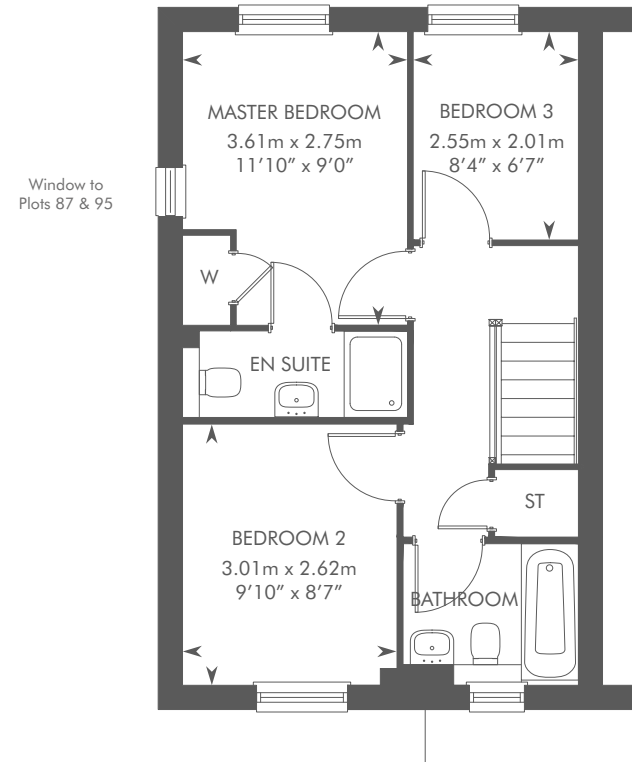 MASTER BEDROOM
3.61m x 2.75m
11’10” x 9’0”
BEDROOM 3
2.55m x 2.01m
8’4” x 6’7”
Window to
Plots 87 & 95
W
EN SUITE
ST
BEDROOM 2
3.01m x 2.62m
9’10” x 8’7”
BATHROOM